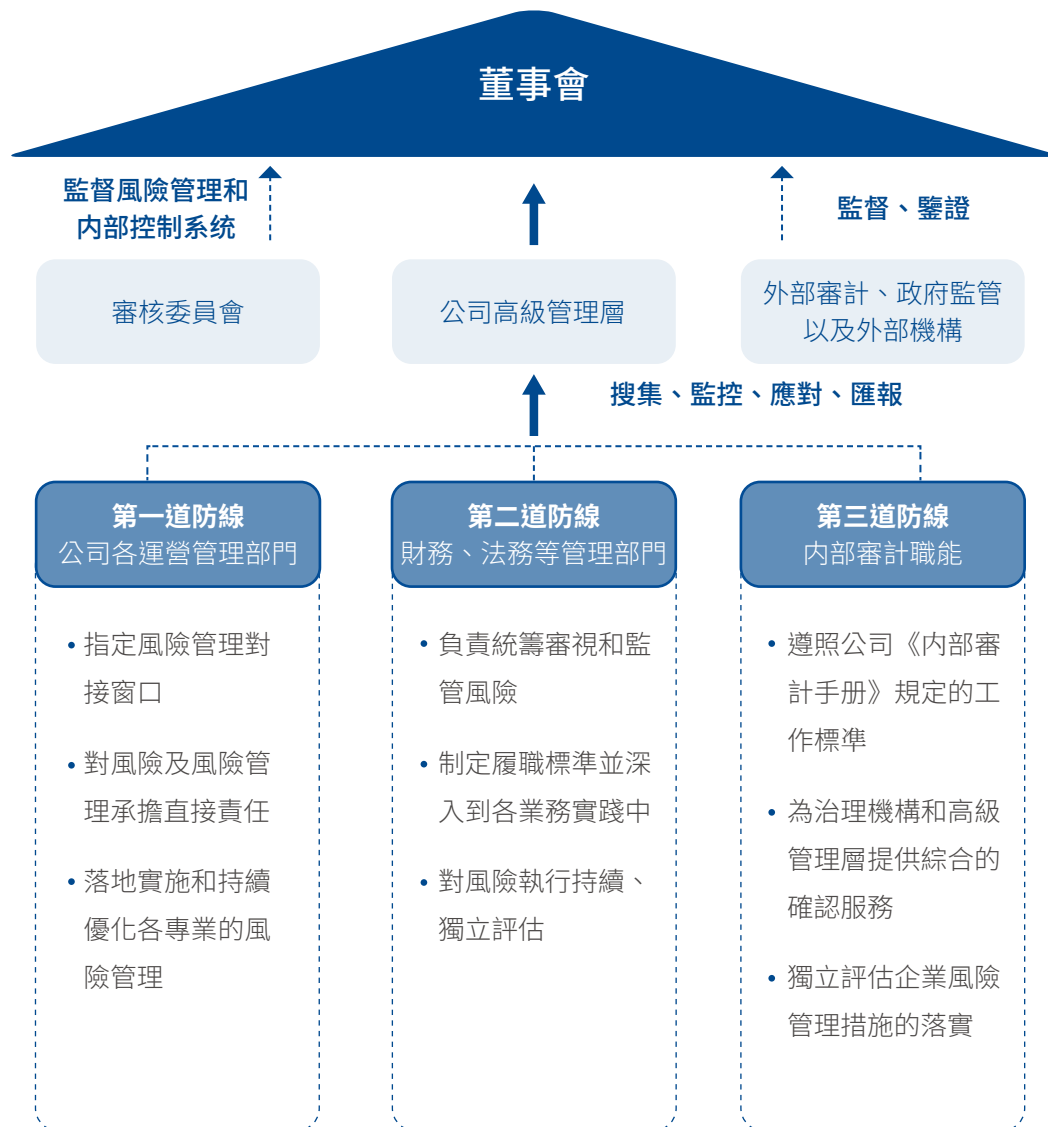 董事會
監督風險管理和
内部控制系统
監督、鑒證
審核委員會
公司高級管理層
外部審計、政府監管
以及外部機構
搜集、監控、應對、匯報
第一道防線
公司各運營管理部門
• 指定風險管理對
接窗口
• 對風險及風險管
理承擔直接責任
• 落地實施和持續
優化各專業的風
險管理
第二道防線
財務、法務等管理部門
• 負責統籌審視和監
管風險
• 制定履職標準並深
入到各業務實踐中
• 對風險執行持續、
獨立評估
第三道防線
内部審計職能
• 遵照公司《内部審
計手册》規定的工
作標準
• 為治理機構和高級
管理層提供綜合的
確認服務
• 獨立評估企業風險
管理措施的落實